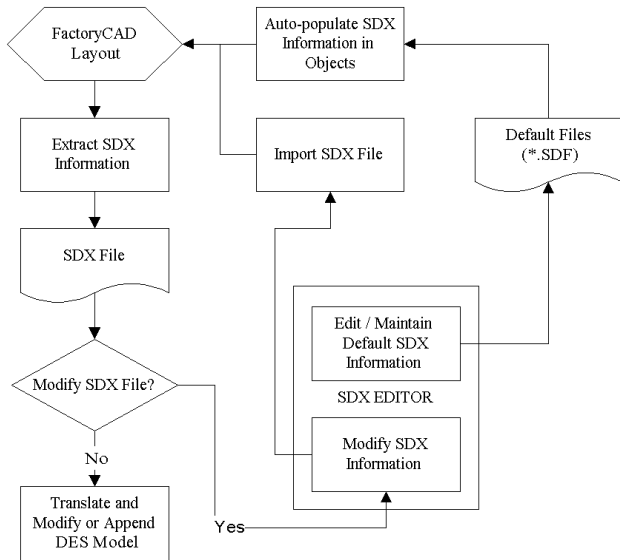 FactoryCAD
Layout
Auto-populate SDX
Information in
Objects
Extract SDX
Information
Import SDX File
Default Files
(*.SDF)
SDX File
Edit / Maintain
Default SDX
Information
SDX EDITOR
Modify SDX File?
Modify SDX
Information
No
Yes
Translate and
Modify or Append
DES Model